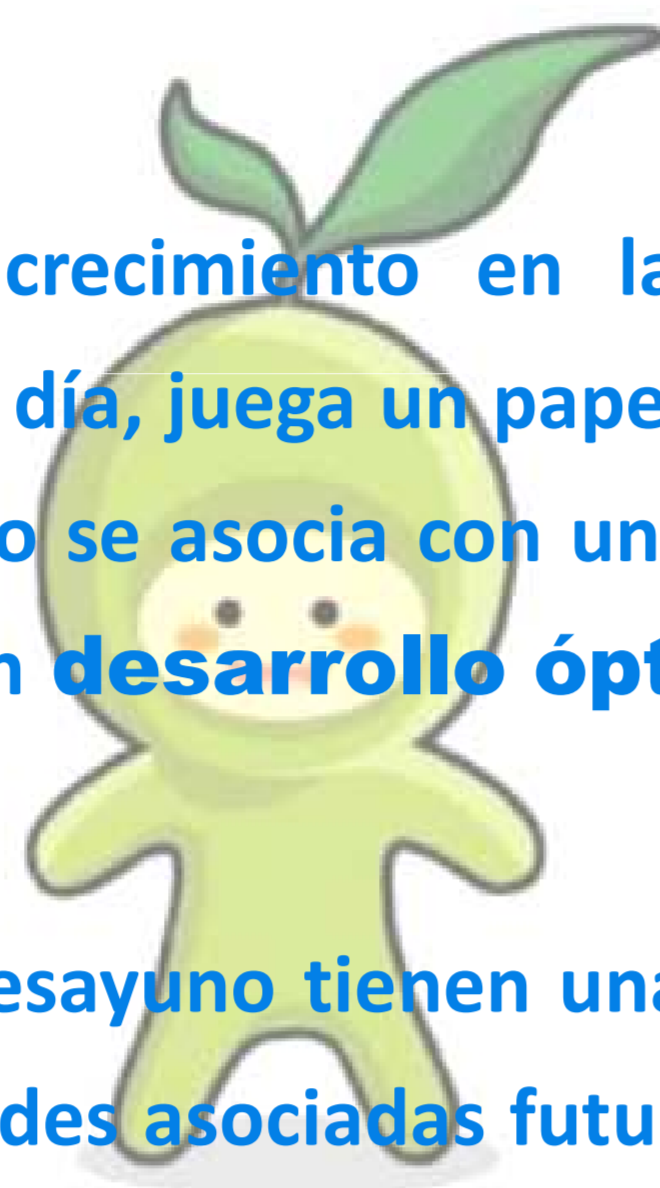 crecimiento en la
día, juega un pape
o se asocia con un
n desarrollo ópt
esayuno tienen una
des asociadas futu